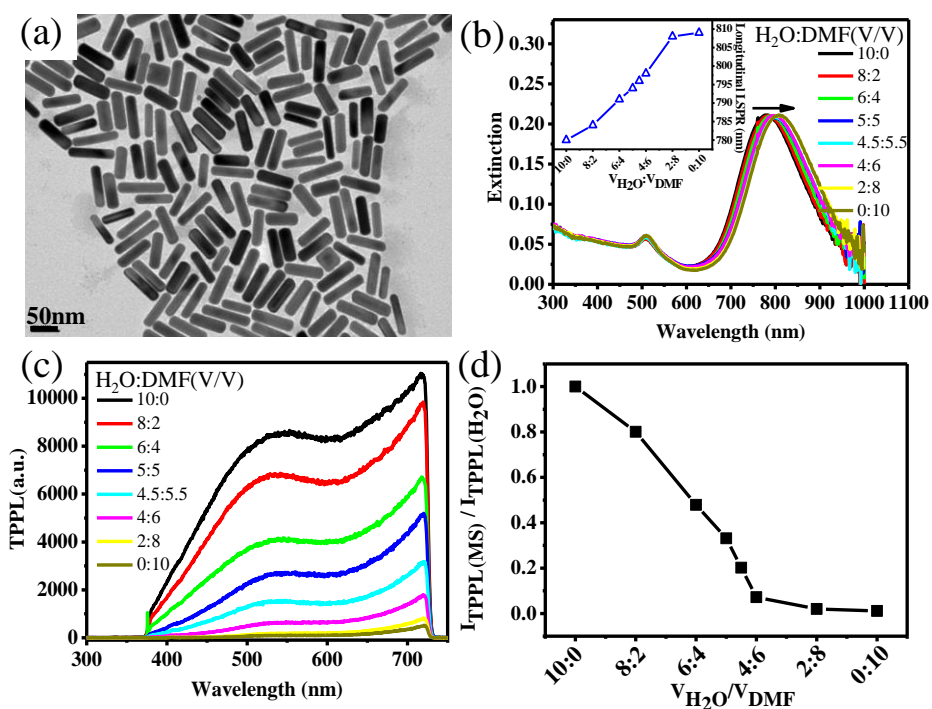 (a)
50nm
(b)
H₂O:DMF(V/V)
10:0
8:2
6:4
5:5
4.5:5.5
4:6
2:8
0:10
Extinction
0.30
0.25
0.20
0.15
0.10
0.05
0.00
300 400 500 600 700 800 900 1000 1100
Wavelength (nm)
Longitudinal LSPR (nm)
810
805
800
795
790
785
780
10:0 8:2 6:4 4:6 2:8 0:10
V_H₂O:V_DMF
(c)
H₂O:DMF(V/V)
10:0
8:2
6:4
5:5
4.5:5.5
4:6
2:8
0:10
TPPL(a.u.)
10000
8000
6000
4000
2000
0
300 400 500 600 700
Wavelength (nm)
(d)
I_TPPL(MS) / I_TPPL(H₂O)
1.0
0.8
0.6
0.4
0.2
0.0
10:0 8:2 6:4 4:6 2:8 0:10
V_H₂O/V_DMF